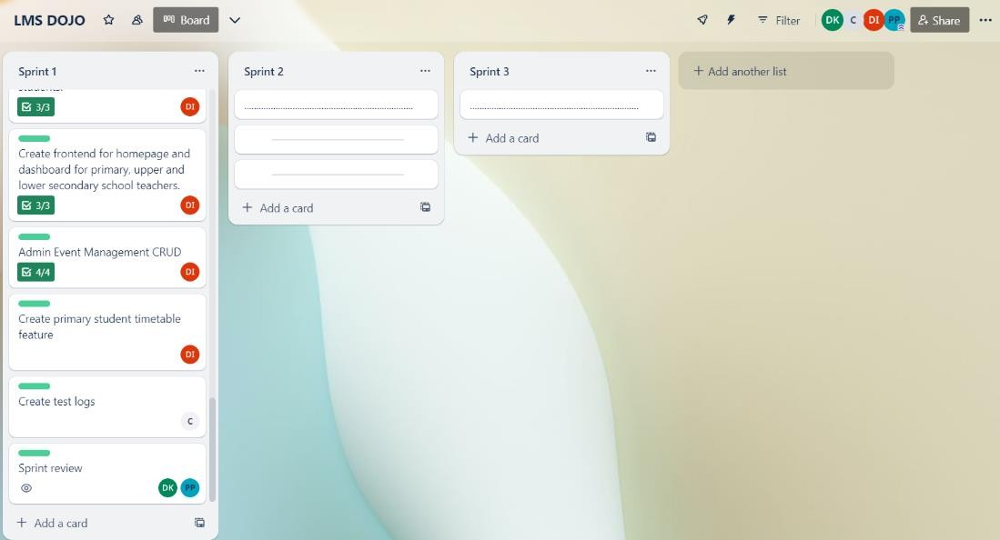 LMS DOJO
Board
Filter
DK C DI PP
Share
Sprint 1
students.
3/3
DI
Create frontend for homepage and
dashboard for primary, upper and
lower secondary school teachers.
3/3
DI
Admin Event Management CRUD
4/4
DI
Create primary student timetable
feature
DI
Create test logs
C
Sprint review
DK PP
+ Add a card
Sprint 2
+ Add a card
Sprint 3
+ Add a card
+ Add another list